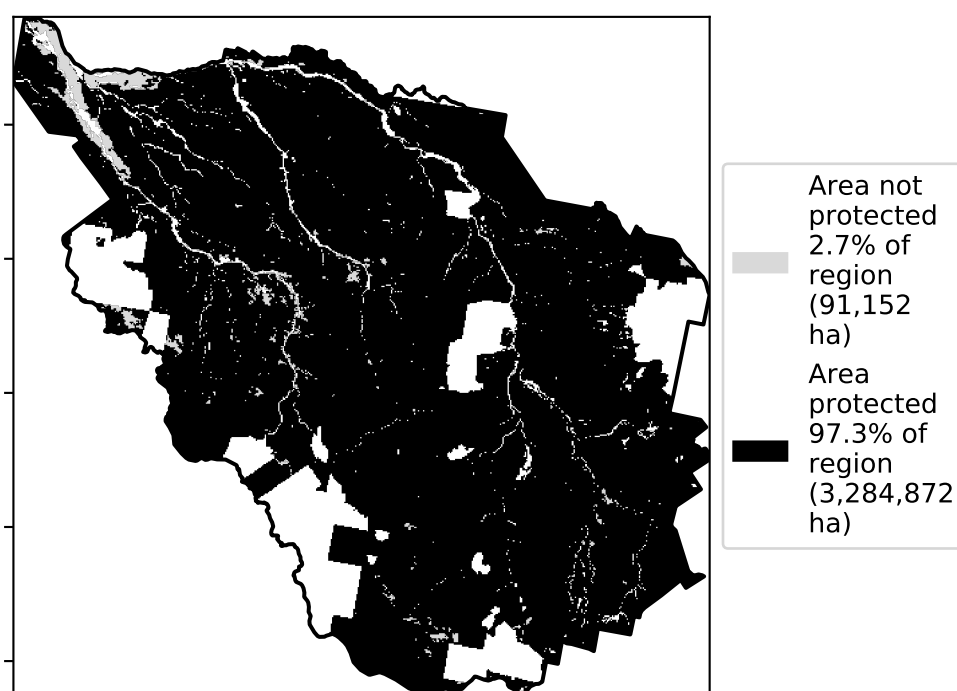 Area not
protected
2.7% of
region
(91,152
ha)
Area
protected
97.3% of
region
(3,284,872
ha)